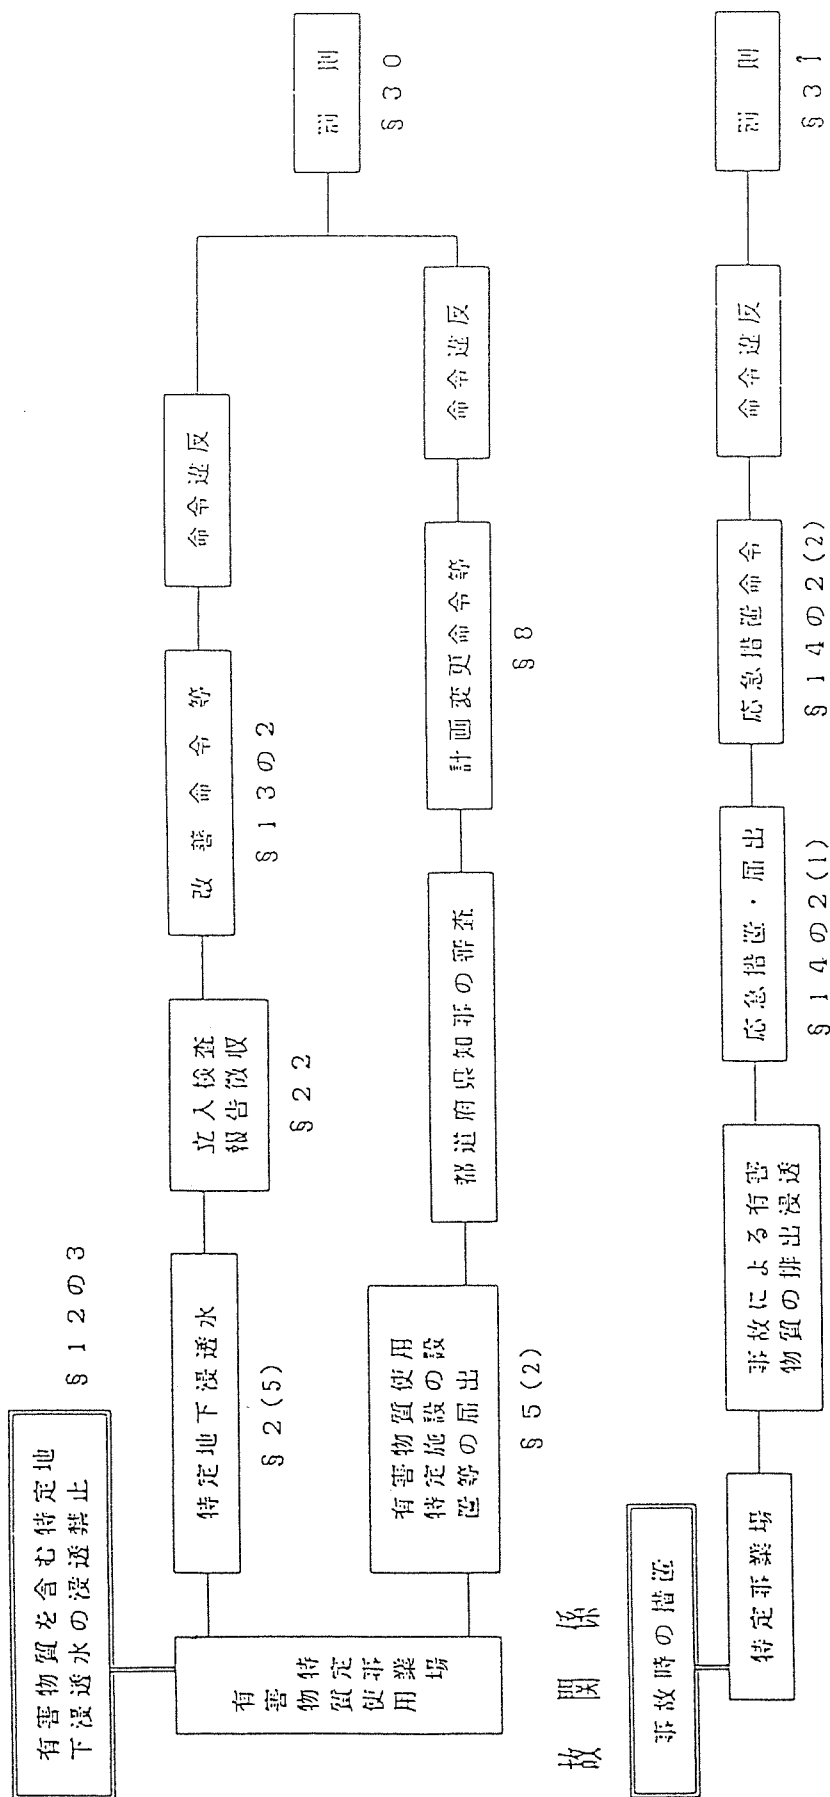 有害物質を含む特定地
下浸透水の浸透禁止
§12の3
有害物質
使用特定
事業場
特定地下浸透水
§2(5)
立入検査
報告徴収
§22
改善命令等
§13の2
命令違反
有害物質使用
特定施設の設
置等の届出
§5(2)
都道府県知事の審査
計画変更命令等
§8
命令違反
罰則
§30
故関係
事故時の措置
特定事業場
事故による有害
物質の排出浸透
応急措置・届出
§14の2(1)
応急措置命令
§14の2(2)
命令違反
罰則
§31